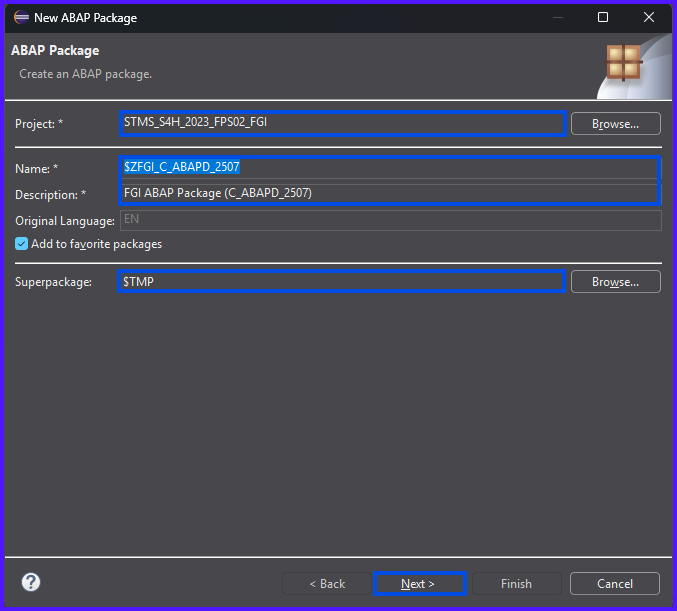 New ABAP Package
ABAP Package
Create an ABAP package.
Project: * STMS_S4H_2023_FPS02_FGI Browse...
Name: * $ZFGI_C_ABAPD_2507
Description: * FGI ABAP Package (C_ABAPD_2507)
Original Language: EN
Add to favorite packages
Superpackage: $TMP Browse...
? < Back Next > Finish Cancel